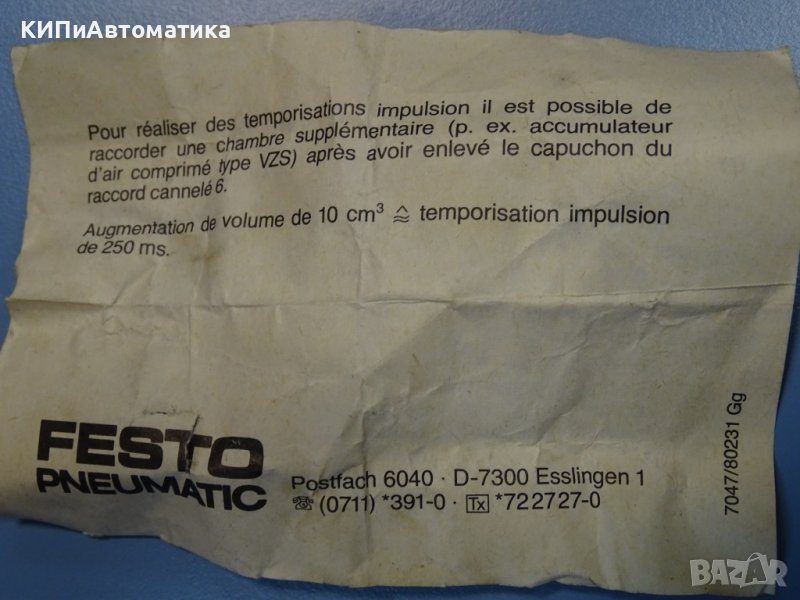 КИПиАвтоматика
Pour réaliser des temporisations impulsion il est possible de
raccorder une chambre supplémentaire (p. ex. accumulateur
d'air comprimé type VZS) après avoir enlevé le capuchon du
raccord cannelé 6.
Augmentation de volume de 10 cm³ ≙ temporisation impulsion
de 250 ms.
FESTO
PNEUMATIC
Postfach 6040 · D-7300 Esslingen 1
☎ (0711) *391-0 · Tx *722727-0
7047/80231 Gg
BAZAR